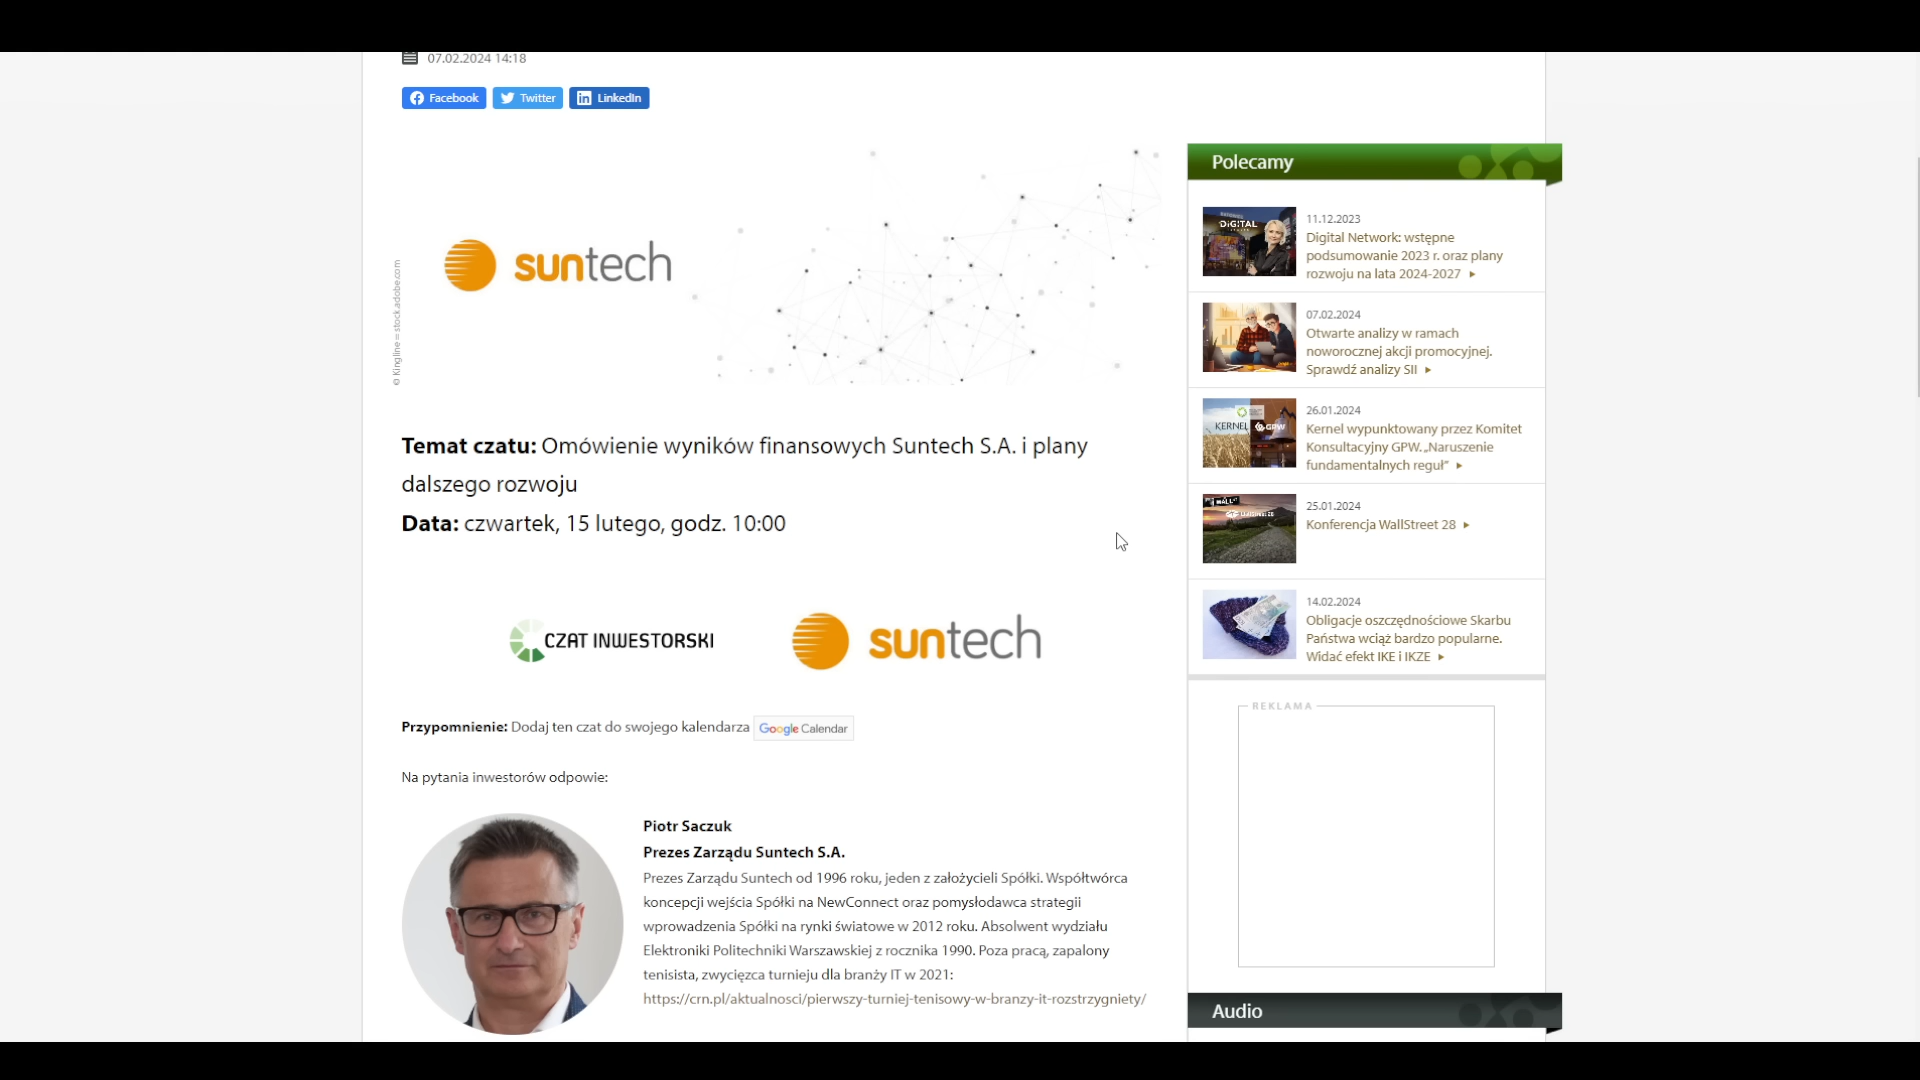 07.02.2024 14:18
Facebook
Twitter
LinkedIn
© Kingline = stock.adobe.com
suntech
Temat czatu: Omówienie wyników finansowych Suntech S.A. i plany
dalszego rozwoju
Data: czwartek, 15 lutego, godz. 10:00
CZAT INWESTORSKI
suntech
Przypomnienie: Dodaj ten czat do swojego kalendarza Google Calendar
Na pytania inwestorów odpowie:
Piotr Saczuk
Prezes Zarządu Suntech S.A.
Prezes Zarządu Suntech od 1996 roku, jeden z założycieli Spółki. Współtwórca
koncepcji wejścia Spółki na NewConnect oraz pomysłodawca strategii
wprowadzenia Spółki na rynki światowe w 2012 roku. Absolwent wydziału
Elektroniki Politechniki Warszawskiej z rocznika 1990. Poza pracą, zapalony
tenisista, zwycięzca turnieju dla branży IT w 2021:
https://crn.pl/aktualnosci/pierwszy-turniej-tenisowy-w-branzy-it-rozstrzygniety/
Polecamy
DIGITAL
11.12.2023
Digital Network: wstępne
podsumowanie 2023 r. oraz plany
rozwoju na lata 2024-2027
07.02.2024
Otwarte analizy w ramach
noworocznej akcji promocyjnej.
Sprawdź analizy SII
KERNEL
GPW
26.01.2024
Kernel wypunktowany przez Komitet
Konsultacyjny GPW. „Naruszenie
fundamentalnych reguł”
25.01.2024
Konferencja WallStreet 28
14.02.2024
Obligacje oszczędnościowe Skarbu
Państwa wciąż bardzo popularne.
Widać efekt IKE i IKZE
REKLAMA
Audio